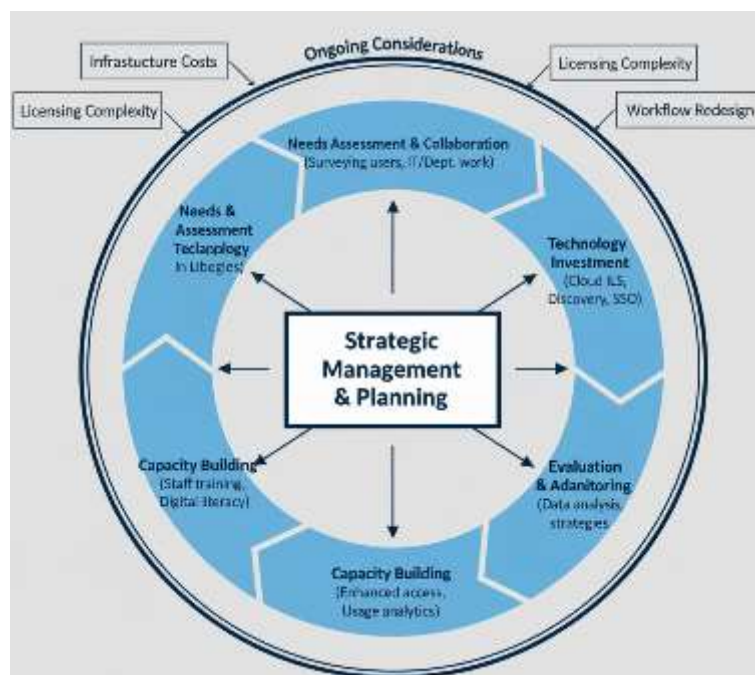 Ongoing Considerations
Infrastucture Costs
Licensing Complexity
Licensing Complexity
Workflow Redesign
Needs Assessment & Collaboration
(Surveying users, IT/Dept. work)
Needs &
Assessment
Teclanplogy
In Libegles)
Technology
Investment
(Cloud ILS,
Discovery, SSO)
Strategic
Management
& Planning
Capacity Building
(Staff training,
Digital literacy)
Evaluation
& Adanitoring
(Data analysis,
strategies
Capacity Building
(Enhanced access.
Usage analytics)